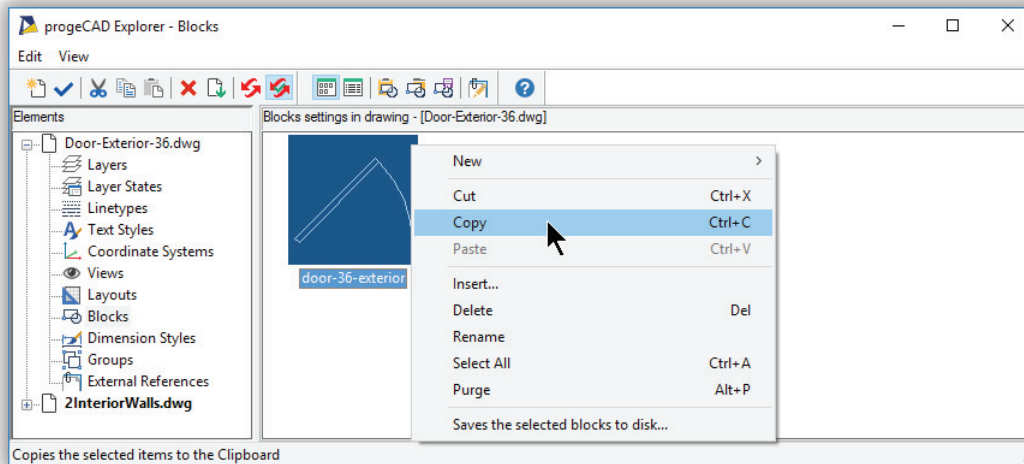 progeCAD Explorer - Blocks
Edit View
Elements
Blocks settings in drawing - [Door-Exterior-36.dwg]
Door-Exterior-36.dwg
Layers
Layer States
Linetypes
Text Styles
Coordinate Systems
Views
Layouts
Blocks
Dimension Styles
Groups
External References
2InteriorWalls.dwg
door-36-exterior
New
Cut Ctrl+X
Copy Ctrl+C
Paste Ctrl+V
Insert...
Delete Del
Rename
Select All Ctrl+A
Purge Alt+P
Saves the selected blocks to disk...
Copies the selected items to the Clipboard